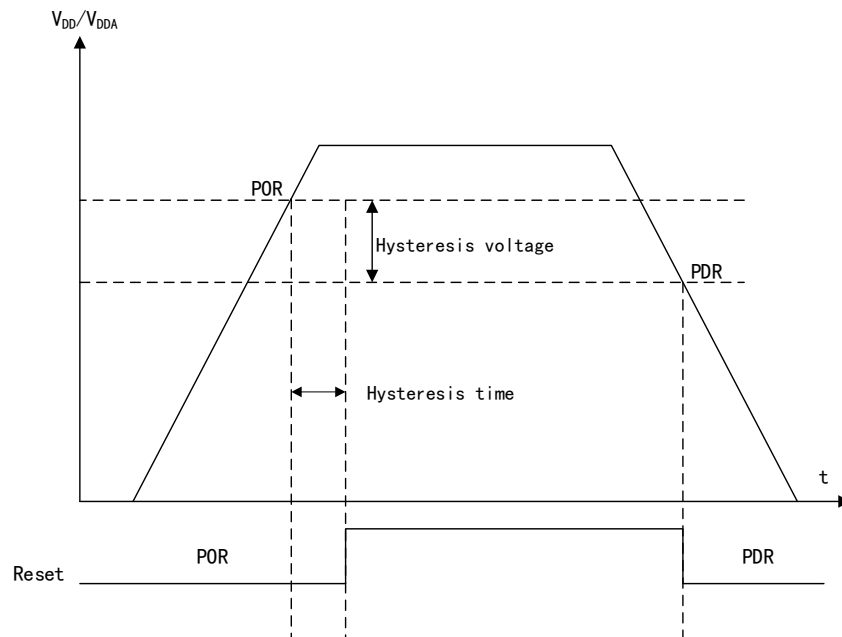 VDD/VDDA
POR
Hysteresis voltage
PDR
Hysteresis time
t
POR
PDR
Reset